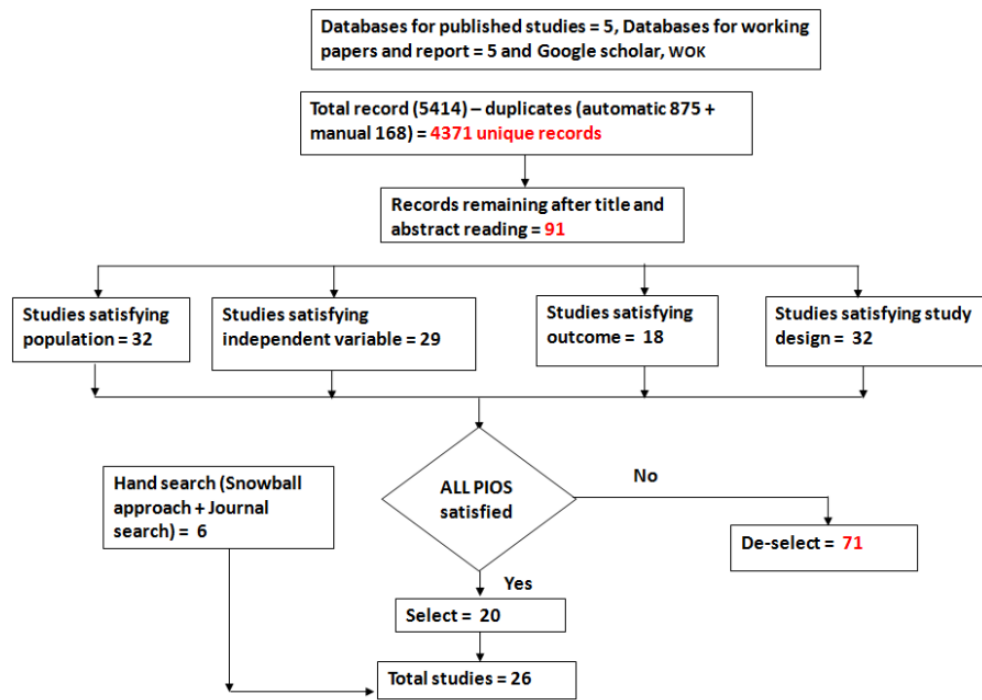 Databases for published studies = 5, Databases for working
papers and report = 5 and Google scholar, WOK
Total record (5414) – duplicates (automatic 875 +
manual 168) = 4371 unique records
Records remaining after title and
abstract reading = 91
Studies satisfying
population = 32
Studies satisfying
independent variable = 29
Studies satisfying
outcome = 18
Studies satisfying study
design = 32
Hand search (Snowball
approach + Journal
search) = 6
ALL PIOS
satisfied
No
De-select = 71
Yes
Select = 20
Total studies = 26